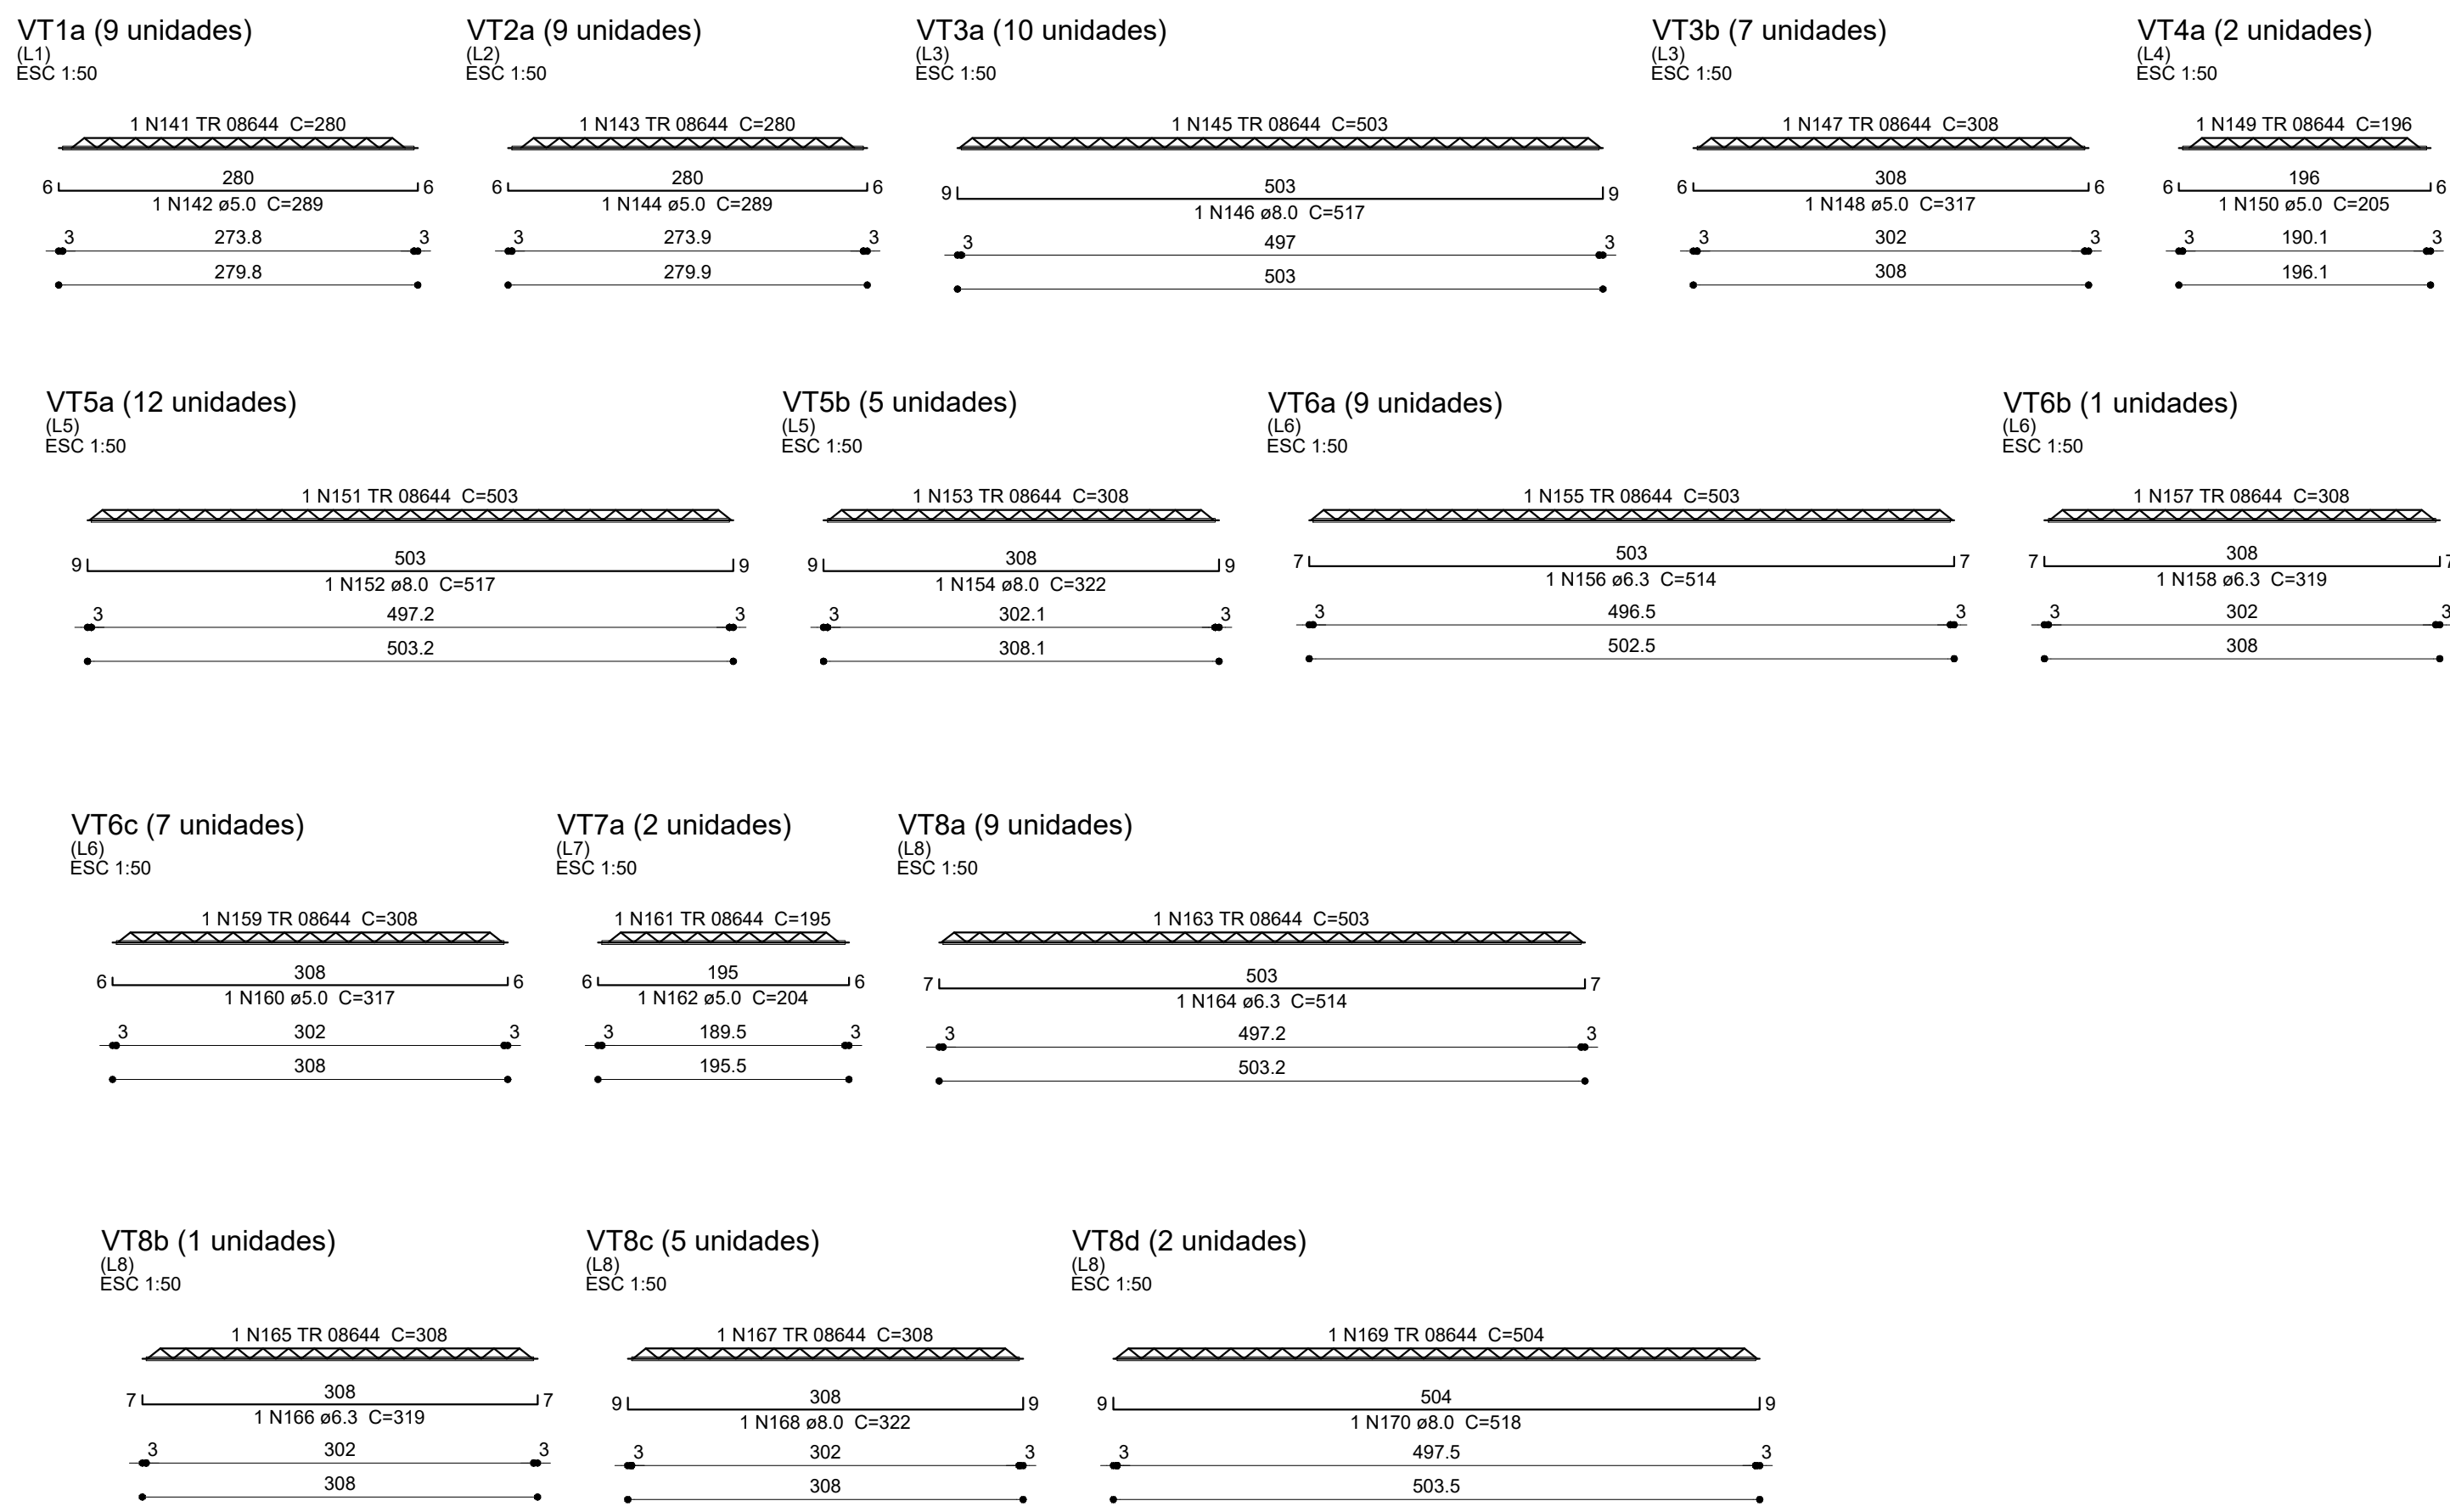 VT1a (9 unidades)
(L1)
ESC 1:50
1 N141 TR 08644 C=280
280
6 6
1 N142 ø5.0 C=289
3 273.8 3
279.8
VT2a (9 unidades)
(L2)
ESC 1:50
1 N143 TR 08644 C=280
280
6 6
1 N144 ø5.0 C=289
3 273.9 3
279.9
VT3a (10 unidades)
(L3)
ESC 1:50
1 N145 TR 08644 C=503
503
9 9
1 N146 ø8.0 C=517
3 497 3
503
VT3b (7 unidades)
(L3)
ESC 1:50
1 N147 TR 08644 C=308
308
6 6
1 N148 ø5.0 C=317
3 302 3
308
VT4a (2 unidades)
(L4)
ESC 1:50
1 N149 TR 08644 C=196
196
6 6
1 N150 ø5.0 C=205
3 190.1 3
196.1
VT5a (12 unidades)
(L5)
ESC 1:50
1 N151 TR 08644 C=503
503
9 9
1 N152 ø8.0 C=517
3 497.2 3
503.2
VT5b (5 unidades)
(L5)
ESC 1:50
1 N153 TR 08644 C=308
308
9 9
1 N154 ø8.0 C=322
3 302.1 3
308.1
VT6a (9 unidades)
(L6)
ESC 1:50
1 N155 TR 08644 C=503
503
7 7
1 N156 ø6.3 C=514
3 496.5 3
502.5
VT6b (1 unidades)
(L6)
ESC 1:50
1 N157 TR 08644 C=308
308
7 7
1 N158 ø6.3 C=319
3 302 3
308
VT6c (7 unidades)
(L6)
ESC 1:50
1 N159 TR 08644 C=308
308
6 6
1 N160 ø5.0 C=317
3 302 3
308
VT7a (2 unidades)
(L7)
ESC 1:50
1 N161 TR 08644 C=195
195
6 6
1 N162 ø5.0 C=204
3 189.5 3
195.5
VT8a (9 unidades)
(L8)
ESC 1:50
1 N163 TR 08644 C=503
503
7 7
1 N164 ø6.3 C=514
3 497.2 3
503.2
VT8b (1 unidades)
(L8)
ESC 1:50
1 N165 TR 08644 C=308
308
7 7
1 N166 ø6.3 C=319
3 302 3
308
VT8c (5 unidades)
(L8)
ESC 1:50
1 N167 TR 08644 C=308
308
9 9
1 N168 ø8.0 C=322
3 302 3
308
VT8d (2 unidades)
(L8)
ESC 1:50
1 N169 TR 08644 C=504
504
9 9
1 N170 ø8.0 C=518
3 497.5 3
503.5